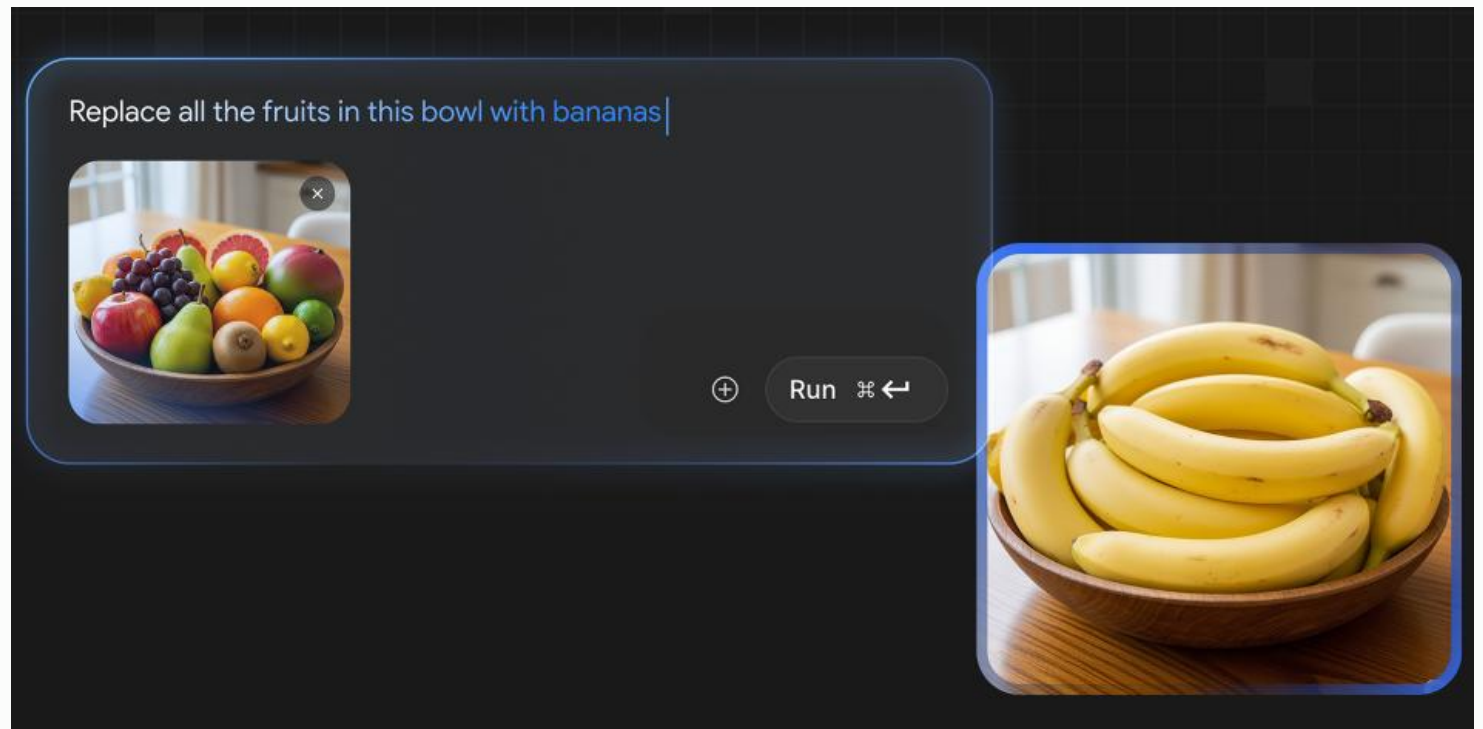 Replace all the fruits in this bowl with bananas
Run ⌘↵